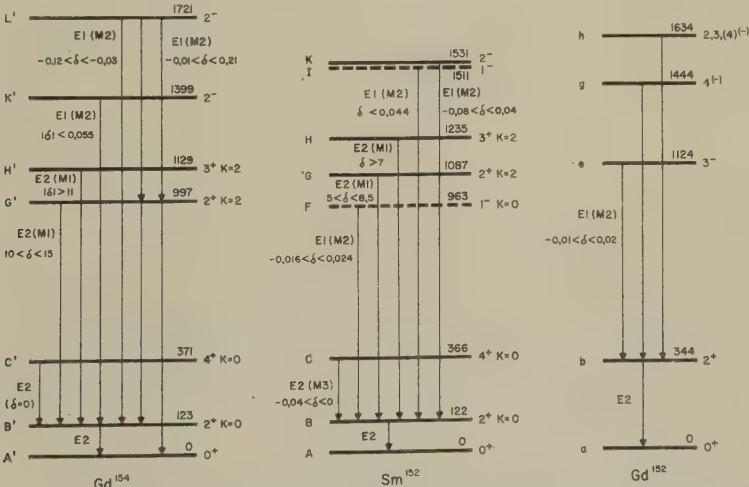 L' 1721 2-
E1 (M2) E1 (M2)
-0,12<δ<-0,03 -0,01<δ<0,21
K' 1399 2-
E1 (M2)
|δ|<0,055
H' 1129 3+ K=2
E2 (M1)
|δ|>11
G' 997 2+ K=2
E2 (M1)
10<δ<15
C' 371 4+ K=0
E2
(δ=0)
B' 123 2+ K=0
E2
A' 0 0+
Gd154
K 1531 2-
I 1511 1-
E1 (M2) E1 (M2)
δ<0,044 -0,08<δ<0,04
H 1235 3+ K=2
E2 (M1)
δ>7
G 1087 2+ K=2
E2 (M1)
5<δ<8,5
F 963 1- K=0
E1 (M2)
-0,016<δ<0,024
C 366 4+ K=0
E2 (M3)
-0,04<δ<0
B 122 2+ K=0
E2
A 0 0+
Sm152
h 1634 2,3,(4)(-)
g 1444 4(-)
e 1124 3-
E1 (M2)
-0,01<δ<0,02
b 344 2+
E2
a 0 0+
Gd152